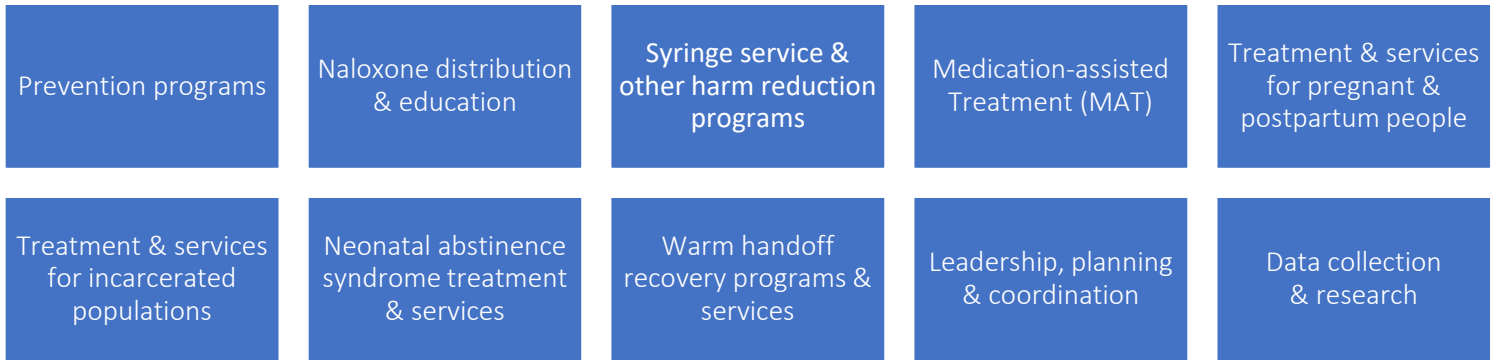 Prevention programs
Naloxone distribution
& education
Syringe service &
other harm reduction
programs
Medication-assisted
Treatment (MAT)
Treatment & services
for pregnant &
postpartum people
Treatment & services
for incarcerated
populations
Neonatal abstinence
syndrome treatment
& services
Warm handoff
recovery programs &
services
Leadership, planning
& coordination
Data collection
& research